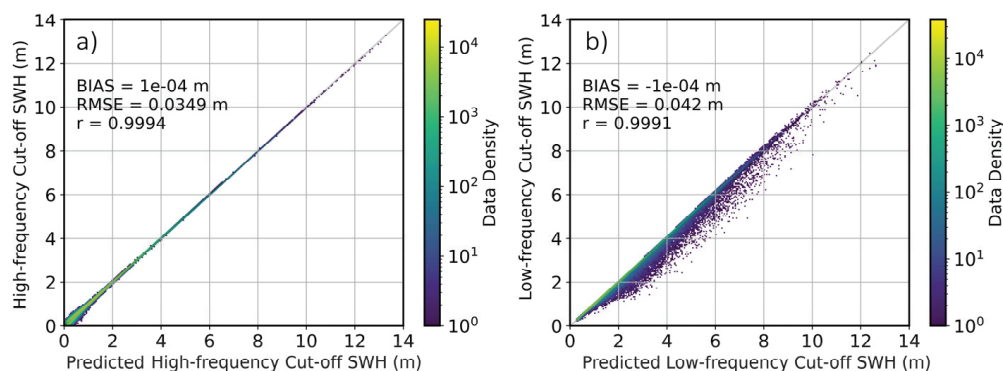 a)
BIAS = 1e-04 m
RMSE = 0.0349 m
r = 0.9994
High-frequency Cut-off SWH (m)
14
12
10
8
6
4
2
0
0 2 4 6 8 10 12 14
Predicted High-frequency Cut-off SWH (m)
10^4
10^3
10^2
10^1
10^0
Data Density
b)
BIAS = -1e-04 m
RMSE = 0.042 m
r = 0.9991
Low-frequency Cut-off SWH (m)
14
12
10
8
6
4
2
0
0 2 4 6 8 10 12 14
Predicted Low-frequency Cut-off SWH (m)
10^4
10^3
10^2
10^1
10^0
Data Density